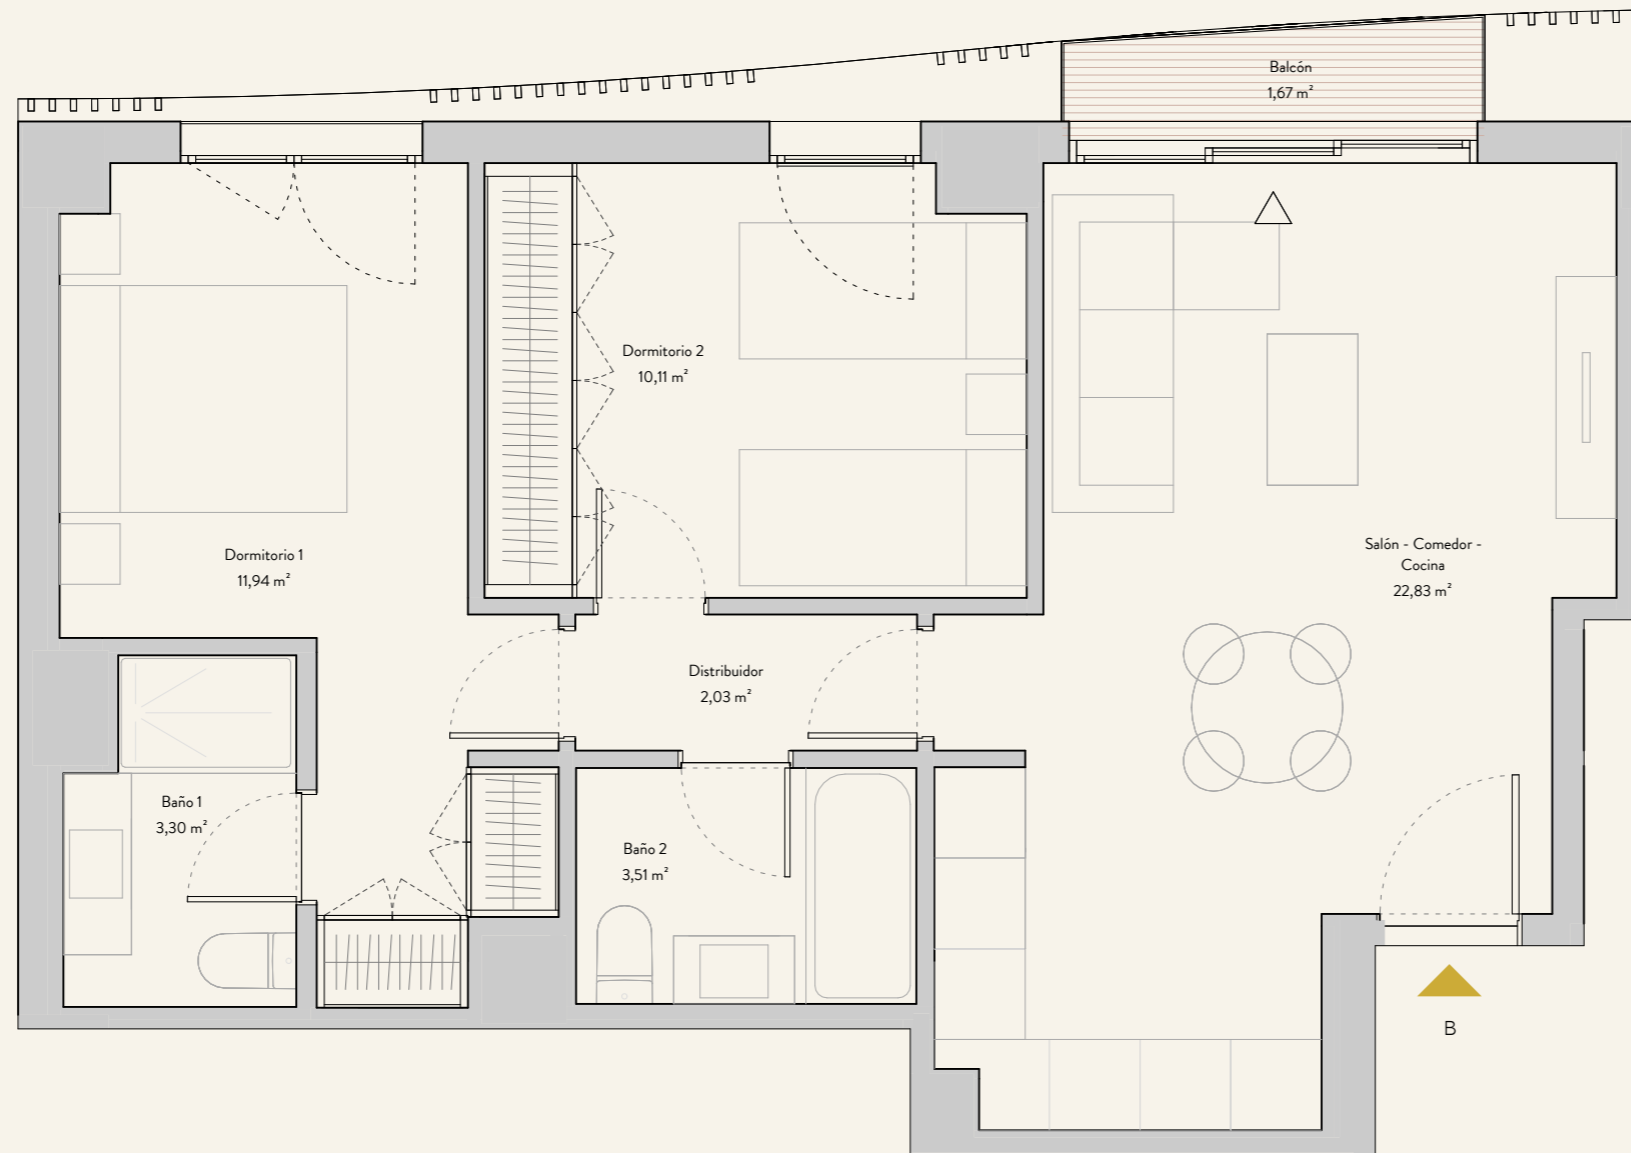 Balcón
1,67 m²
Dormitorio 2
10,11 m²
Dormitorio 1
11,94 m²
Salón - Comedor -
Cocina
22,83 m²
Distribuidor
2,03 m²
Baño 1
3,30 m²
Baño 2
3,51 m²
B